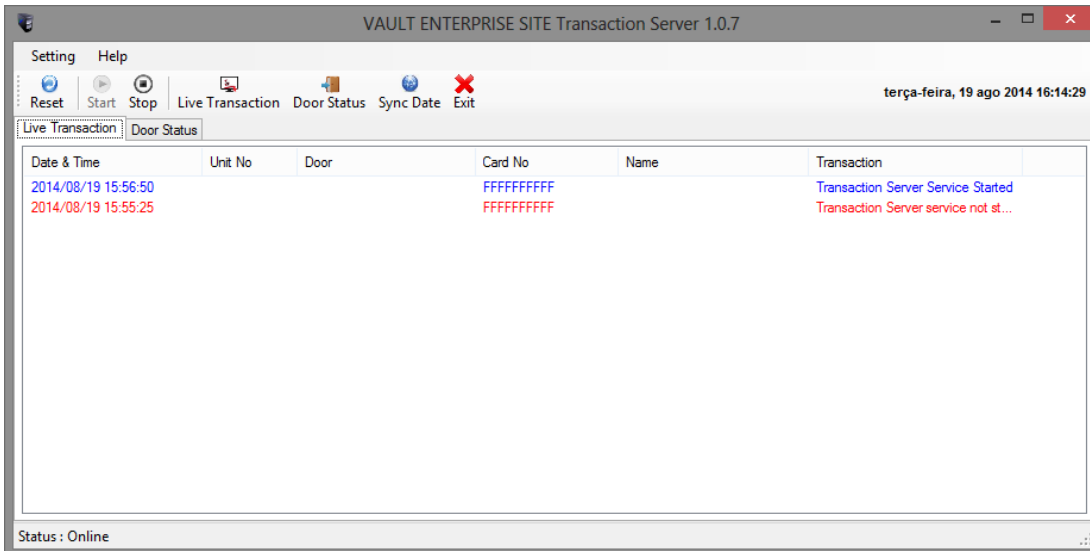 VAULT ENTERPRISE SITE Transaction Server 1.0.7
Setting Help
Reset Start Stop Live Transaction Door Status Sync Date Exit
terça-feira, 19 ago 2014 16:14:29
Live Transaction Door Status
Date & Time Unit No Door Card No Name Transaction
2014/08/19 15:56:50 FFFFFFFFFF Transaction Server Service Started
2014/08/19 15:55:25 FFFFFFFFFF Transaction Server service not st...
Status : Online